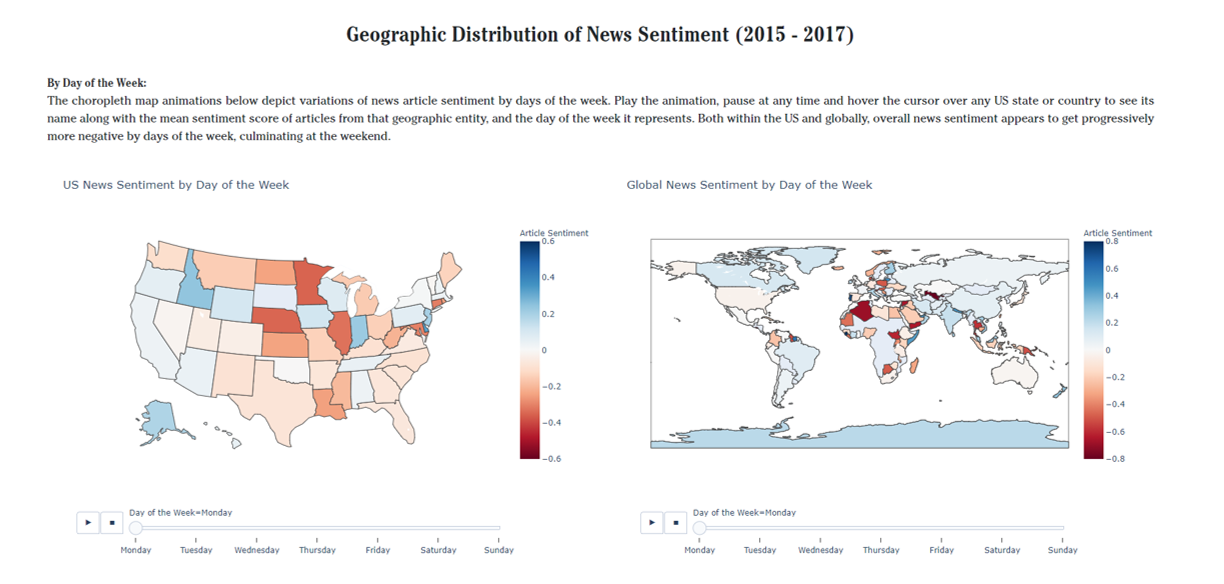 Geographic Distribution of News Sentiment (2015 - 2017)
By Day of the Week:
The choropleth map animations below depict variations of news article sentiment by days of the week. Play the animation, pause at any time and hover the cursor over any US state or country to see its
name along with the mean sentiment score of articles from that geographic entity, and the day of the week it represents. Both within the US and globally, overall news sentiment appears to get progressively
more negative by days of the week, culminating at the weekend.
US News Sentiment by Day of the Week
Article Sentiment
0.6
0.4
0.2
0
−0.2
−0.4
−0.6
Day of the Week=Monday
Monday Tuesday Wednesday Thursday Friday Saturday Sunday
Global News Sentiment by Day of the Week
Article Sentiment
0.8
0.6
0.4
0.2
0
−0.2
−0.4
−0.6
−0.8
Day of the Week=Monday
Monday Tuesday Wednesday Thursday Friday Saturday Sunday